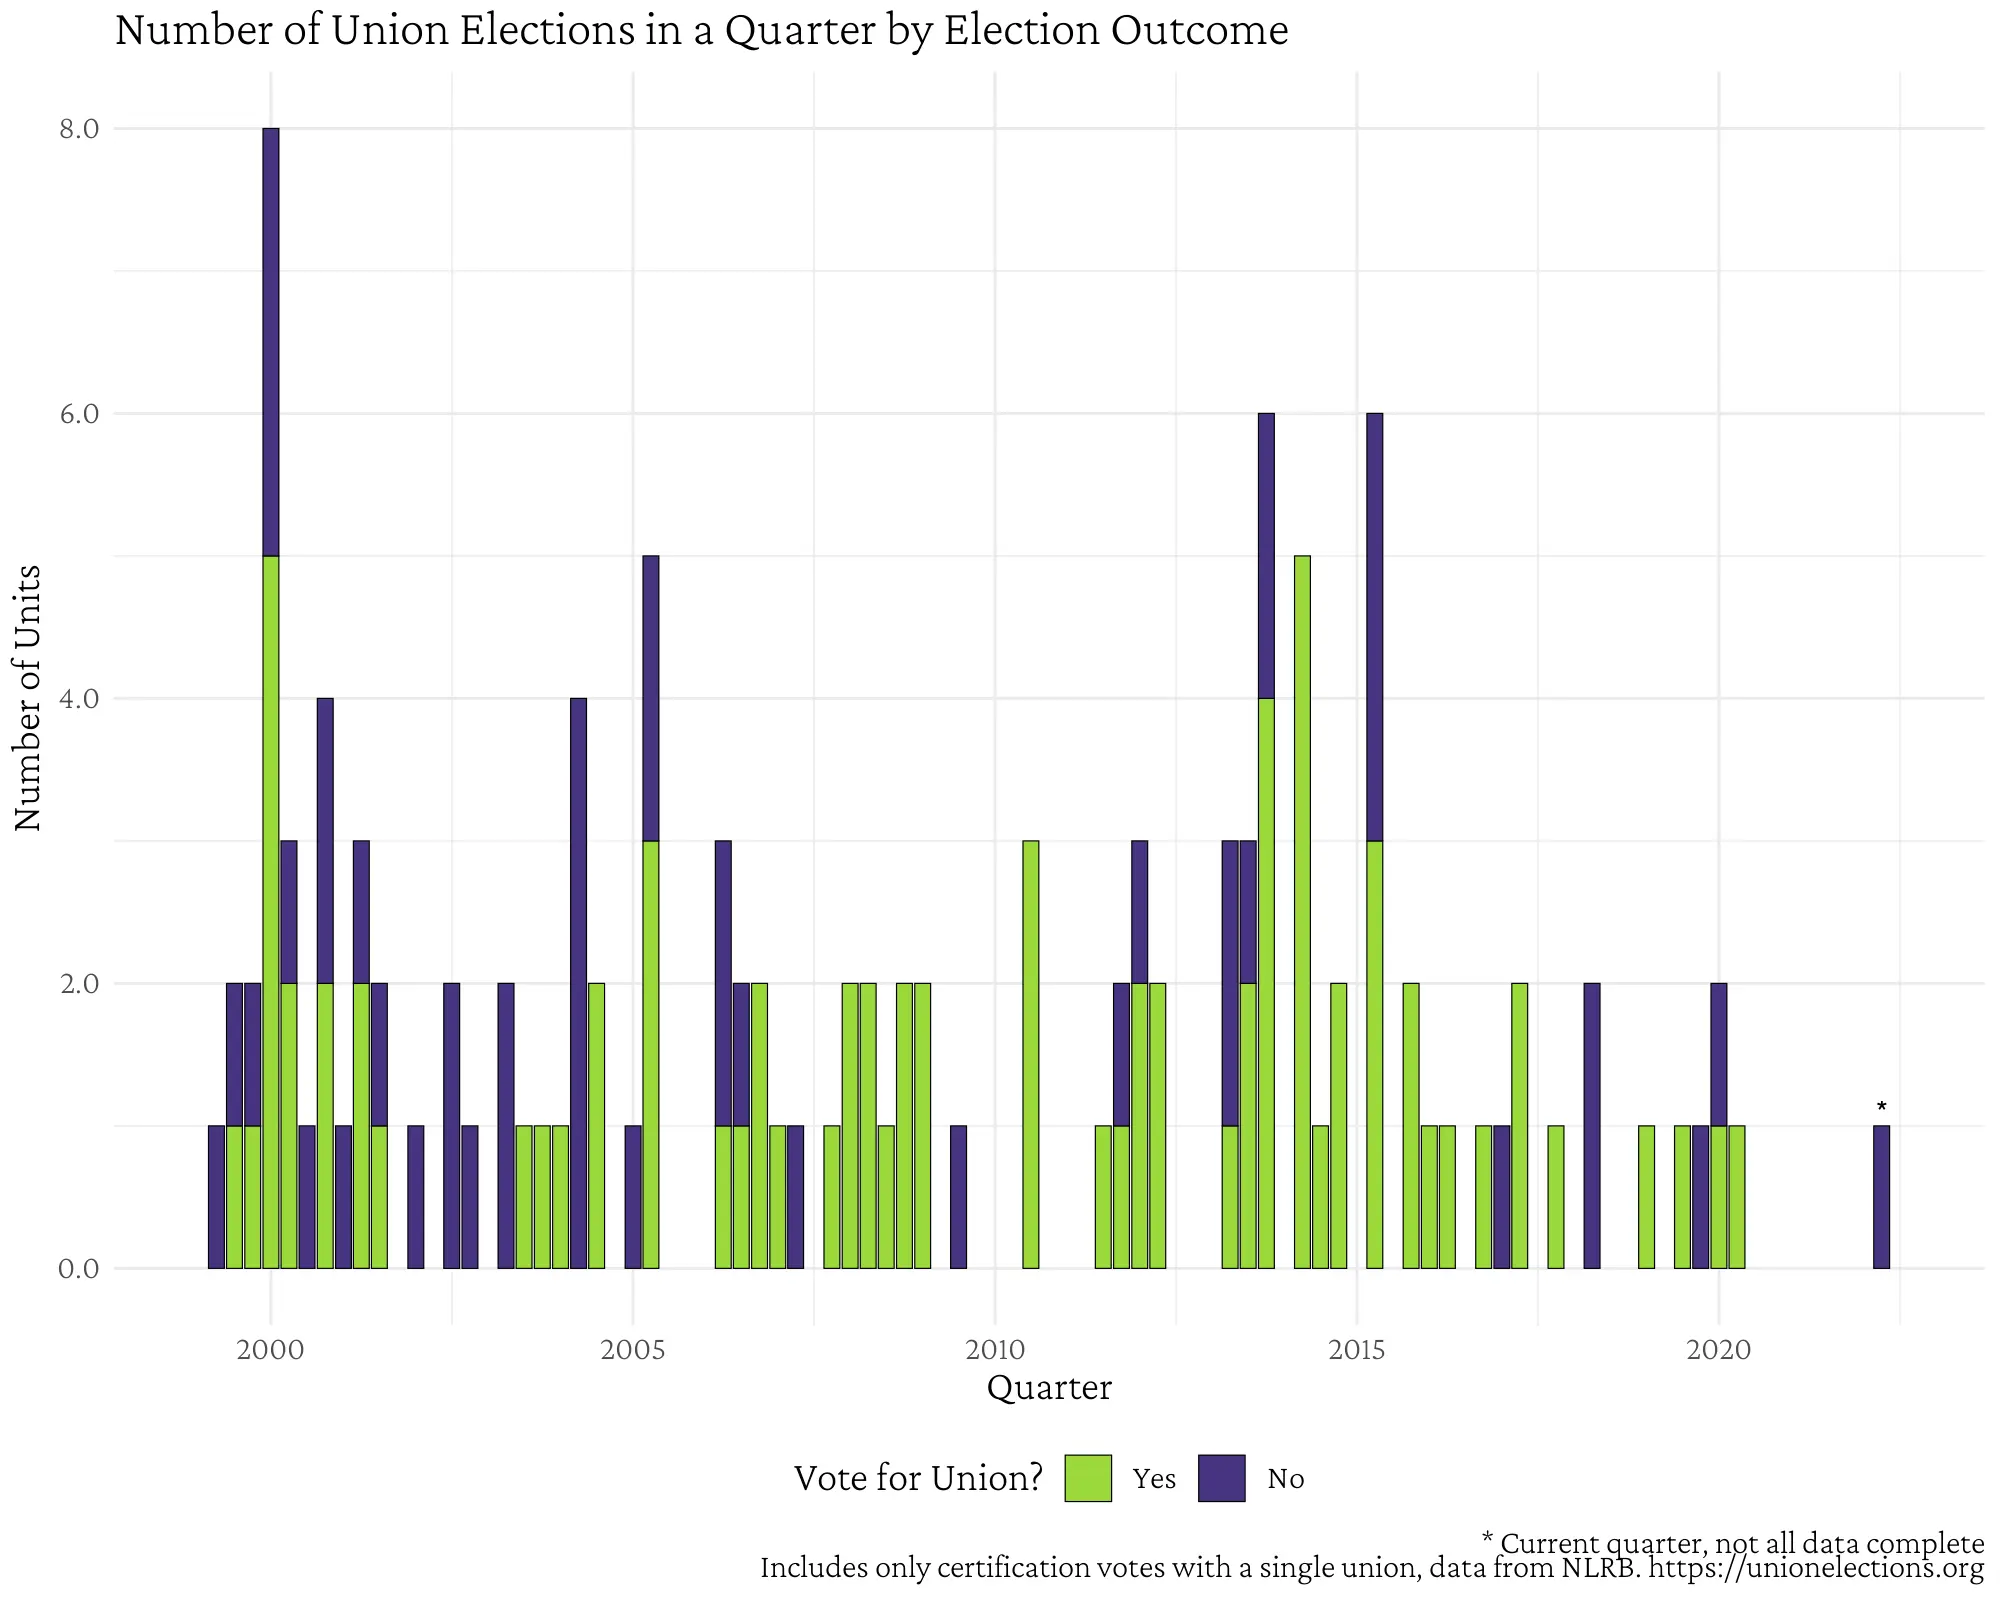 Number of Union Elections in a Quarter by Election Outcome
8.0
6.0
4.0
2.0
0.0
Number of Units
*
2000 2005 2010 2015 2020
Quarter
Vote for Union? Yes No
* Current quarter, not all data complete
Includes only certification votes with a single union, data from NLRB. https://unionelections.org